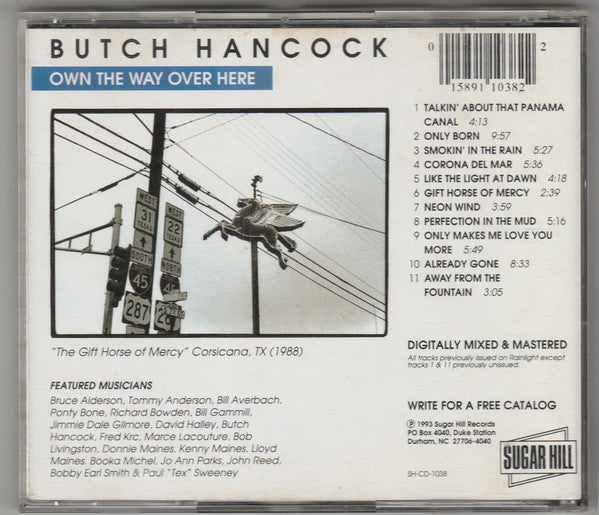 BUTCH HANCOCK
OWN THE WAY OVER HERE
0 2
15891 10382
1 TALKIN' ABOUT THAT PANAMA
CANAL 4:13
2 ONLY BORN 9:57
3 SMOKIN' IN THE RAIN 5:27
4 CORONA DEL MAR 5:36
5 LIKE THE LIGHT AT DAWN 4:18
6 GIFT HORSE OF MERCY 2:39
7 NEON WIND 3:59
8 PERFECTION IN THE MUD 5:16
9 ONLY MAKES ME LOVE YOU
MORE 5:49
10 ALREADY GONE 8:33
11 AWAY FROM THE
FOUNTAIN 3:05
WEST
31
TEXAS
WEST
22
TEXAS
SOUTH
NORTH
45
45
287
"The Gift Horse of Mercy" Corsicana, TX (1988)
FEATURED MUSICIANS
Bruce Alderson, Tommy Anderson, Bill Averbach,
Ponty Bone, Richard Bowden, Bill Gammill,
Jimmie Dale Gilmore, David Halley, Butch
Hancock, Fred Krc, Marce Lacouture, Bob
Livingston, Donnie Maines, Kenny Maines, Lloyd
Maines, Booka Michel, Jo Ann Parks, John Reed,
Bobby Earl Smith & Paul "Tex" Sweeney
DIGITALLY MIXED & MASTERED
All tracks previously issued on Rainlight except
tracks 1 & 11 previously unissued.
WRITE FOR A FREE CATALOG
℗ 1993 Sugar Hill Records
PO Box 4040, Duke Station
Durham, NC 27706-4040
SUGAR HILL
SH-CD-1038